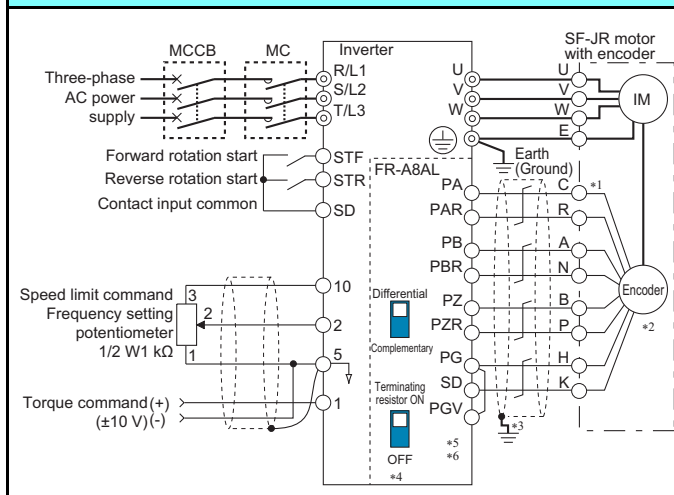 MCCB
MC
Inverter
SF-JR motor
with encoder
Three-phase
AC power
supply
R/L1
S/L2
T/L3
U
V
W
U
V
W
E
IM
Forward rotation start
Reverse rotation start
Contact input common
STF
STR
SD
Earth
(Ground)
FR-A8AL
PA
PAR
PB
PBR
PZ
PZR
PG
SD
PGV
C
*1
R
A
N
B
P
H
K
Encoder
*2
*3
Differential
Complementary
Terminating
resistor ON
OFF
*4
*5
*6
Speed limit command
Frequency setting
potentiometer
1/2 W1 kΩ
3
2
1
10
2
5
1
Torque command (+)
(±10 V) (-)